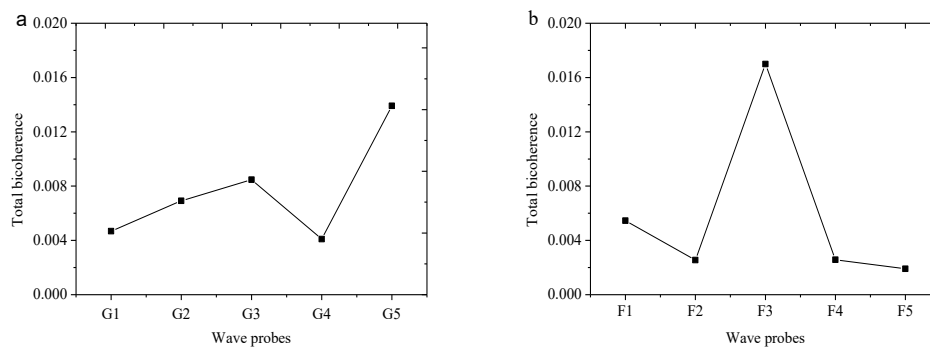 a
Total bicoherence
0.020
0.016
0.012
0.008
0.004
0.000
G1 G2 G3 G4 G5
Wave probes
b
Total bicoherence
0.020
0.016
0.012
0.008
0.004
0.000
F1 F2 F3 F4 F5
Wave probes